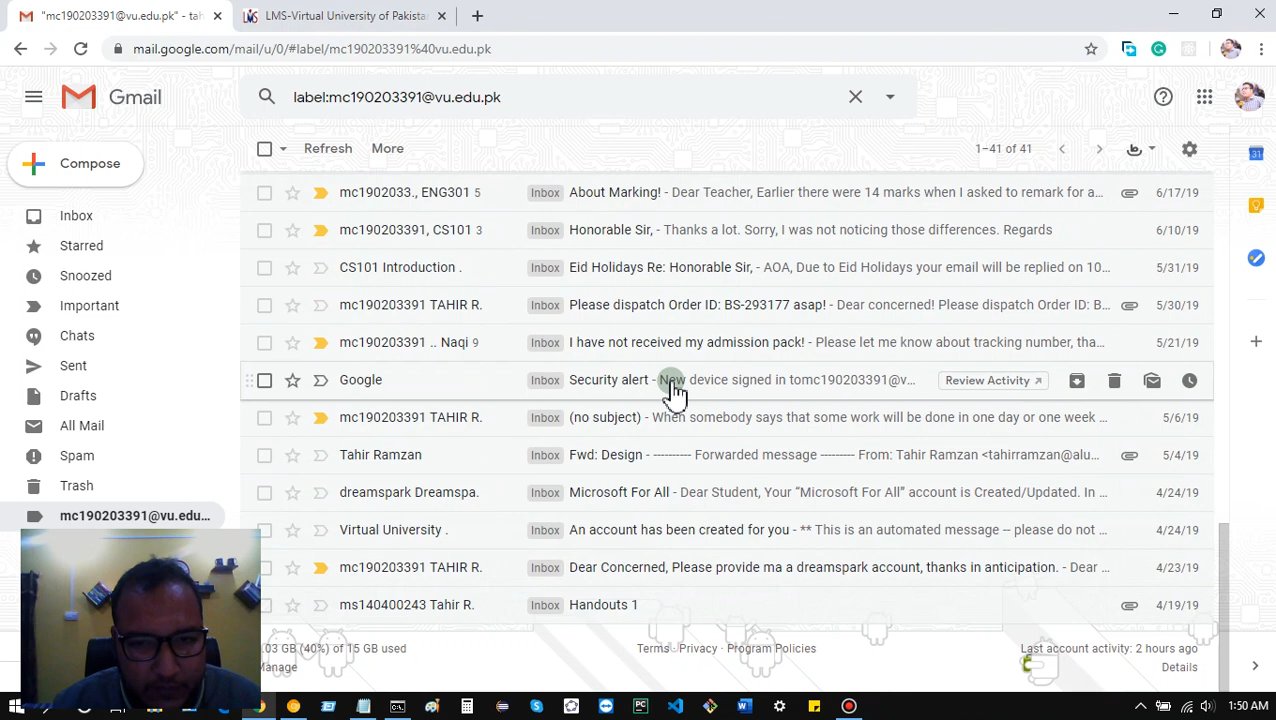 "mc190203391@vu.edu.pk" - tah
LMS-Virtual University of Pakistan
mail.google.com/mail/u/0/#label/mc190203391%40vu.edu.pk
Gmail
label:mc190203391@vu.edu.pk
Compose
Refresh More 1–41 of 41
Inbox
Starred
Snoozed
Important
Chats
Sent
Drafts
All Mail
Spam
Trash
mc190203391@vu.edu...
mc1902033., ENG301 5 Inbox About Marking! - Dear Teacher, Earlier there were 14 marks when I asked to remark for a... 6/17/19
mc190203391, CS101 3 Inbox Honorable Sir, - Thanks a lot. Sorry, I was not noticing those differences. Regards 6/10/19
CS101 Introduction . Inbox Eid Holidays Re: Honorable Sir, - AOA, Due to Eid Holidays your email will be replied on 10... 5/31/19
mc190203391 TAHIR R. Inbox Please dispatch Order ID: BS-293177 asap! - Dear concerned! Please dispatch Order ID: B... 5/30/19
mc190203391 .. Naqi 9 Inbox I have not received my admission pack! - Please let me know about tracking number, tha... 5/21/19
Google Inbox Security alert - New device signed in tomc190203391@v... Review Activity
mc190203391 TAHIR R. Inbox (no subject) - When somebody says that some work will be done in one day or one week ... 5/6/19
Tahir Ramzan Inbox Fwd: Design - ---------- Forwarded message --------- From: Tahir Ramzan <tahirramzan@alu... 5/4/19
dreamspark Dreamspa. Inbox Microsoft For All - Dear Student, Your “Microsoft For All” account is Created/Updated. In ... 4/24/19
Virtual University . Inbox An account has been created for you - ** This is an automated message -- please do not ... 4/24/19
mc190203391 TAHIR R. Inbox Dear Concerned, Please provide ma a dreamspark account, thanks in anticipation. - Dear ... 4/23/19
ms140400243 Tahir R. Inbox Handouts 1 4/19/19
.03 GB (40%) of 15 GB used
Manage
Terms · Privacy · Program Policies
Last account activity: 2 hours ago
Details
31
1:50 AM